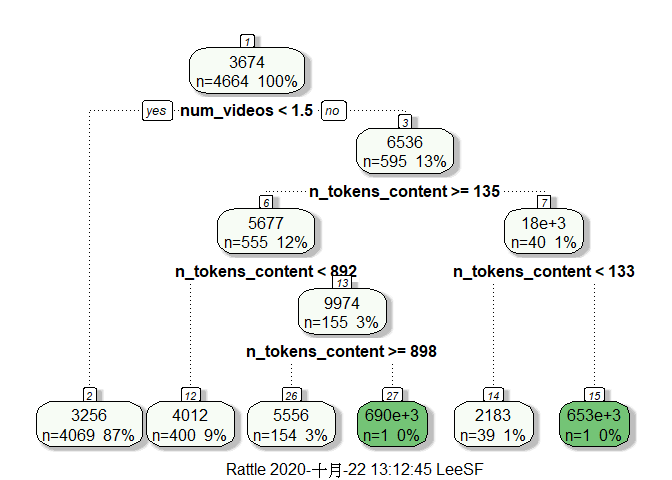 1
3674
n=4664 100%
yes num_videos < 1.5 no
3
6536
n=595 13%
n_tokens_content >= 135
6
7
5677
18e+3
n=555 12%
n=40 1%
n_tokens_content < 892
n_tokens_content < 133
13
9974
n=155 3%
n_tokens_content >= 898
2
12
26
27
14
15
3256
4012
5556
690e+3
2183
653e+3
n=4069 87%
n=400 9%
n=154 3%
n=1 0%
n=39 1%
n=1 0%
Rattle 2020-十月-22 13:12:45 LeeSF